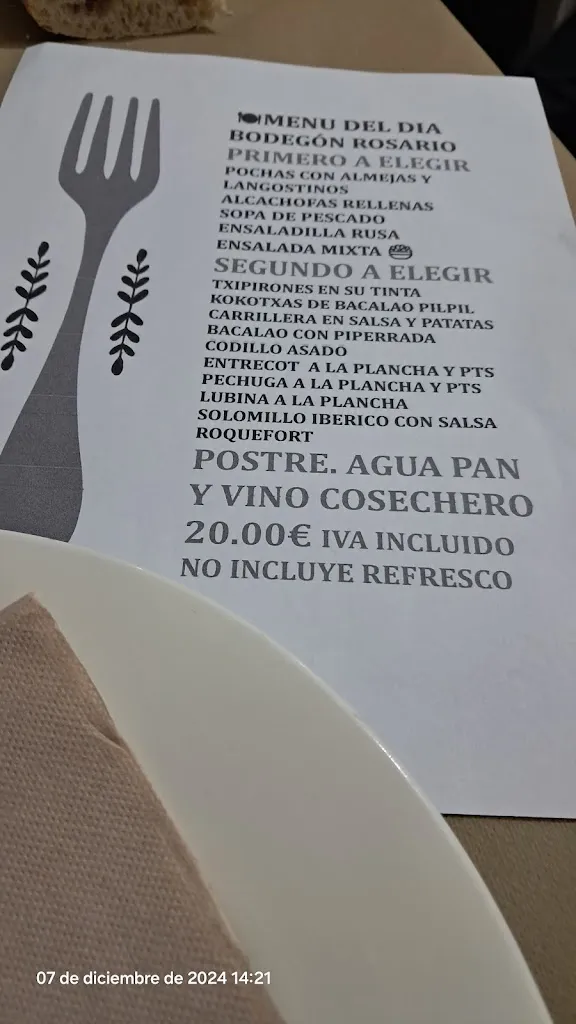 MENU DEL DIA
BODEGÓN ROSARIO
PRIMERO A ELEGIR
POCHAS CON ALMEJAS Y
LANGOSTINOS
ALCACHOFAS RELLENAS
SOPA DE PESCADO
ENSALADILLA RUSA
ENSALADA MIXTA
SEGUNDO A ELEGIR
TXIPIRONES EN SU TINTA
KOKOTXAS DE BACALAO PILPIL
CARRILLERA EN SALSA Y PATATAS
BACALAO CON PIPERRADA
CODILLO ASADO
ENTRECOT A LA PLANCHA Y PTS
PECHUGA A LA PLANCHA Y PTS
LUBINA A LA PLANCHA
SOLOMILLO IBERICO CON SALSA
ROQUEFORT
POSTRE. AGUA PAN
Y VINO COSECHERO
20.00€ IVA INCLUIDO
NO INCLUYE REFRESCO
07 de diciembre de 2024 14:21